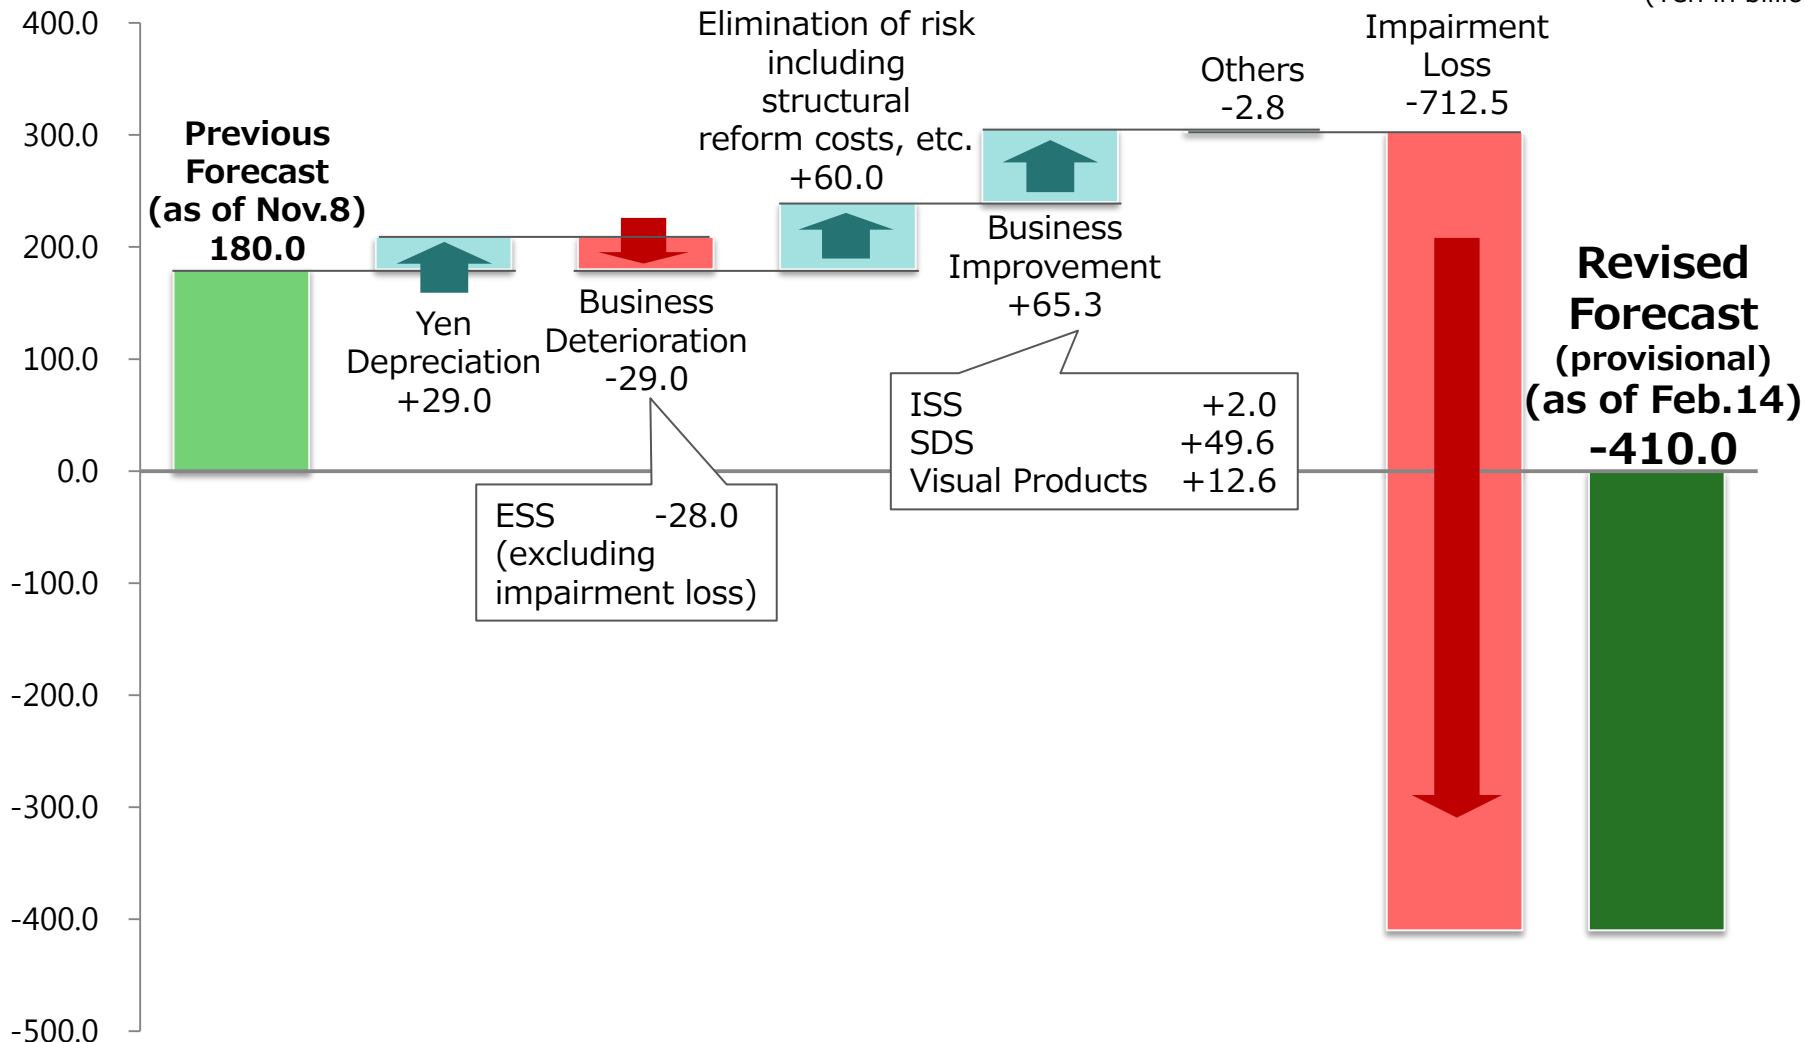 400.0
300.0
200.0
100.0
0.0
-100.0
-200.0
-300.0
-400.0
-500.0
Previous
Forecast
(as of Nov.8)
180.0
Yen
Depreciation
+29.0
Business
Deterioration
-29.0
ESS -28.0
(excluding
impairment loss)
Elimination of risk
including
structural
reform costs, etc.
+60.0
Business
Improvement
+65.3
ISS +2.0
SDS +49.6
Visual Products +12.6
Others
-2.8
Impairment
Loss
-712.5
Revised
Forecast
(provisional)
(as of Feb.14)
-410.0